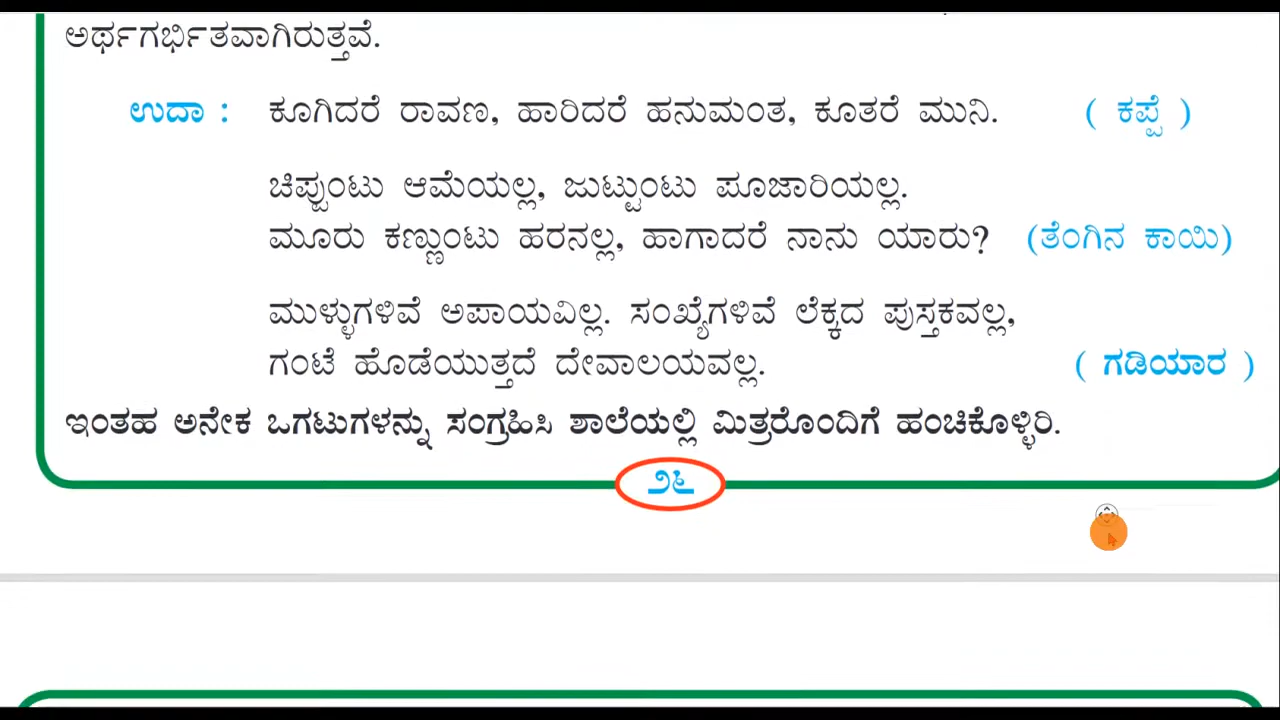 ಅರ್ಥಗರ್ಭಿತವಾಗಿರುತ್ತವೆ.
ಉದಾ : ಕೂಗಿದರೆ ರಾವಣ, ಹಾರಿದರೆ ಹನುಮಂತ, ಕೂತರೆ ಮುನಿ. ( ಕಪ್ಪೆ )
ಚಿಪ್ಪುಂಟು ಆಮೆಯಲ್ಲ, ಜುಟ್ಟುಂಟು ಪೂಜಾರಿಯಲ್ಲ.
ಮೂರು ಕಣ್ಣುಂಟು ಹರನಲ್ಲ, ಹಾಗಾದರೆ ನಾನು ಯಾರು? (ತೆಂಗಿನ ಕಾಯಿ)
ಮುಳ್ಳುಗಳಿವೆ ಅಪಾಯವಿಲ್ಲ. ಸಂಖ್ಯೆಗಳಿವೆ ಲೆಕ್ಕದ ಪುಸ್ತಕವಲ್ಲ,
ಗಂಟೆ ಹೊಡೆಯುತ್ತದೆ ದೇವಾಲಯವಲ್ಲ. ( ಗಡಿಯಾರ )
ಇಂತಹ ಅನೇಕ ಒಗಟುಗಳನ್ನು ಸಂಗ್ರಹಿಸಿ ಶಾಲೆಯಲ್ಲಿ ಮಿತ್ರರೊಂದಿಗೆ ಹಂಚಿಕೊಳ್ಳಿರಿ.
೨೬